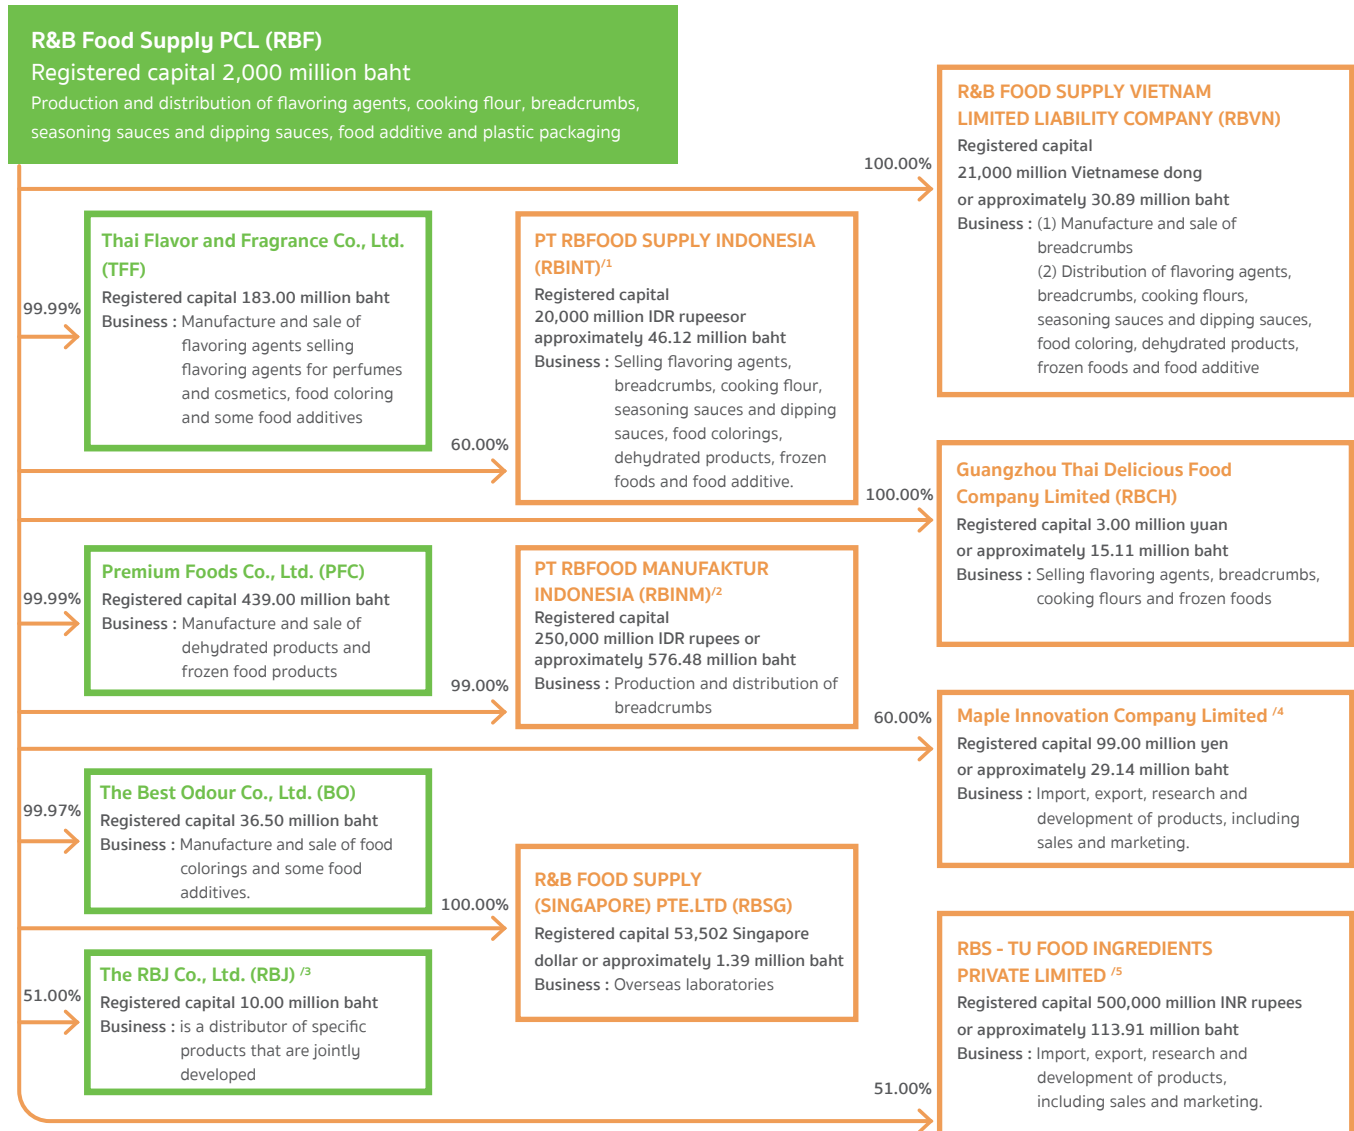 R&B Food Supply PCL (RBF)
Registered capital 2,000 million baht
Production and distribution of flavoring agents, cooking flour, breadcrumbs,
seasoning sauces and dipping sauces, food additive and plastic packaging
100.00%
R&B FOOD SUPPLY VIETNAM
LIMITED LIABILITY COMPANY (RBVN)
Registered capital
21,000 million Vietnamese dong
or approximately 30.89 million baht
Business : (1) Manufacture and sale of
breadcrumbs
(2) Distribution of flavoring agents,
breadcrumbs, cooking flours,
seasoning sauces and dipping sauces,
food coloring, dehydrated products,
frozen foods and food additive
99.99%
Thai Flavor and Fragrance Co., Ltd.
(TFF)
Registered capital 183.00 million baht
Business : Manufacture and sale of
flavoring agents selling
flavoring agents for perfumes
and cosmetics, food coloring
and some food additives
60.00%
PT RBFOOD SUPPLY INDONESIA
(RBINT)/1
Registered capital
20,000 million IDR rupeesor
approximately 46.12 million baht
Business : Selling flavoring agents,
breadcrumbs, cooking flour,
seasoning sauces and dipping
sauces, food colorings,
dehydrated products, frozen
foods and food additive.
100.00%
Guangzhou Thai Delicious Food
Company Limited (RBCH)
Registered capital 3.00 million yuan
or approximately 15.11 million baht
Business : Selling flavoring agents, breadcrumbs,
cooking flours and frozen foods
99.99%
Premium Foods Co., Ltd. (PFC)
Registered capital 439.00 million baht
Business : Manufacture and sale of
dehydrated products and
frozen food products
99.00%
PT RBFOOD MANUFAKTUR
INDONESIA (RBINM)/2
Registered capital
250,000 million IDR rupees or
approximately 576.48 million baht
Business : Production and distribution of
breadcrumbs
60.00%
Maple Innovation Company Limited /4
Registered capital 99.00 million yen
or approximately 29.14 million baht
Business : Import, export, research and
development of products, including
sales and marketing.
99.97%
The Best Odour Co., Ltd. (BO)
Registered capital 36.50 million baht
Business : Manufacture and sale of food
colorings and some food
additives.
100.00%
R&B FOOD SUPPLY
(SINGAPORE) PTE.LTD (RBSG)
Registered capital 53,502 Singapore
dollar or approximately 1.39 million baht
Business : Overseas laboratories
51.00%
The RBJ Co., Ltd. (RBJ) /3
Registered capital 10.00 million baht
Business : is a distributor of specific
products that are jointly
developed
51.00%
RBS - TU FOOD INGREDIENTS
PRIVATE LIMITED /5
Registered capital 500,000 million INR rupees
or approximately 113.91 million baht
Business : Import, export, research and
development of products,
including sales and marketing.